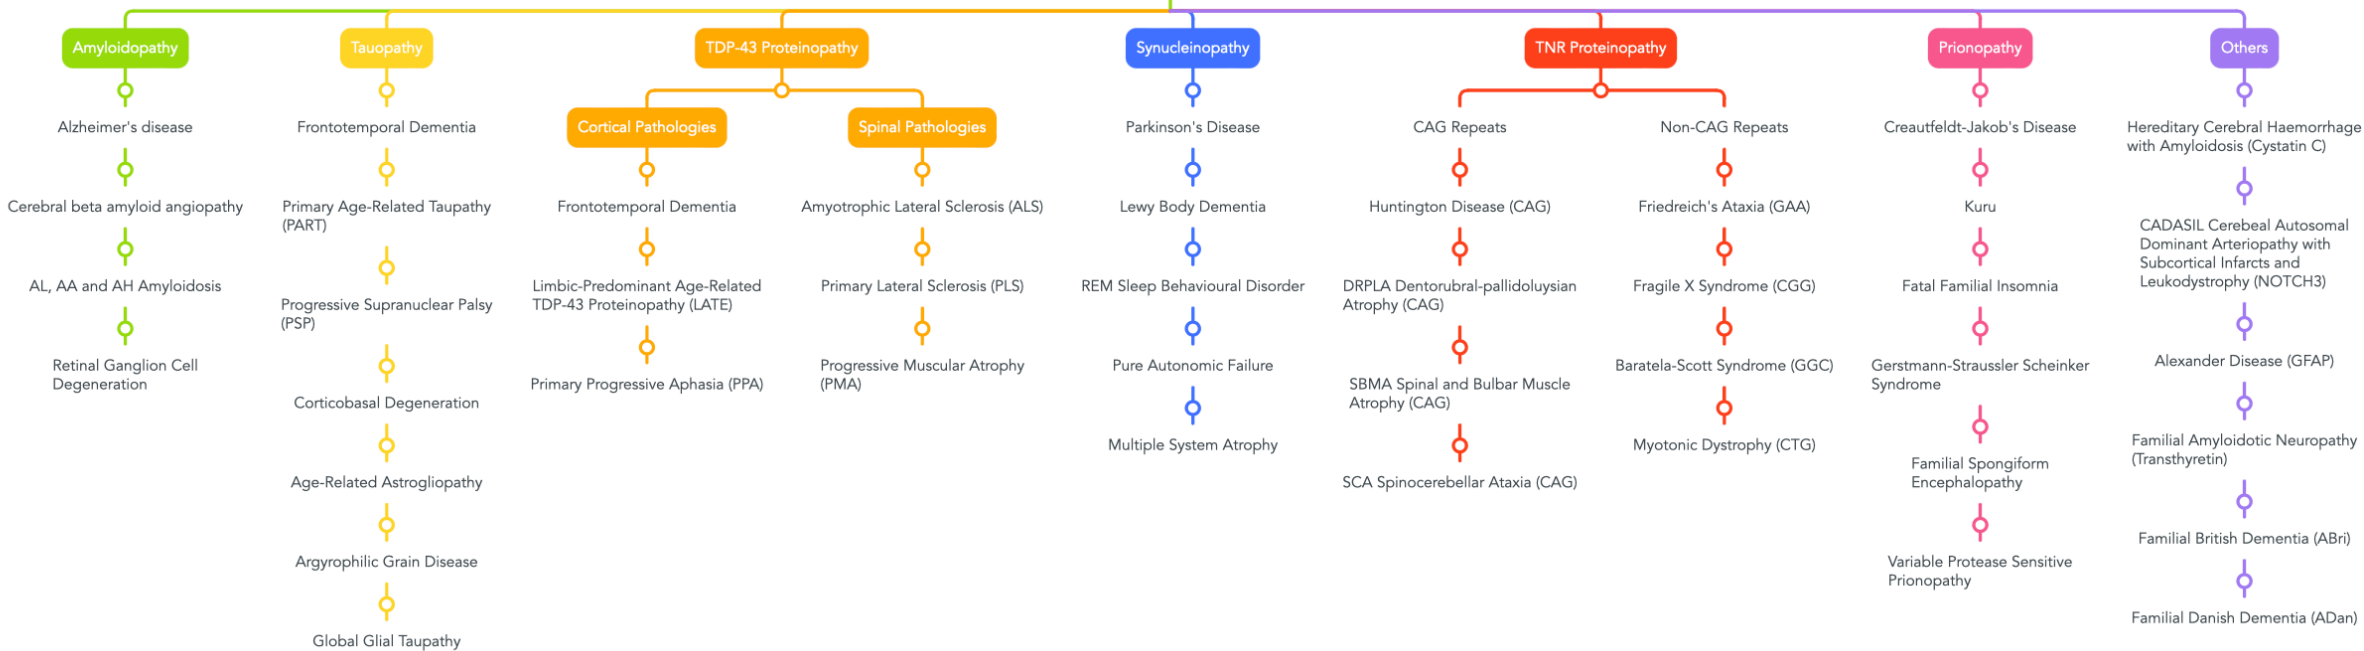 Amyloidopathy
Alzheimer's disease
Cerebral beta amyloid angiopathy
AL, AA and AH Amyloidosis
Retinal Ganglion Cell
Degeneration
Tauopathy
Frontotemporal Dementia
Primary Age-Related Taupathy
(PART)
Progressive Supranuclear Palsy
(PSP)
Corticobasal Degeneration
Age-Related Astrogliopathy
Argyrophilic Grain Disease
Global Glial Taupathy
TDP-43 Proteinopathy
Cortical Pathologies
Frontotemporal Dementia
Limbic-Predominant Age-Related
TDP-43 Proteinopathy (LATE)
Primary Progressive Aphasia (PPA)
Spinal Pathologies
Amyotrophic Lateral Sclerosis (ALS)
Primary Lateral Sclerosis (PLS)
Progressive Muscular Atrophy
(PMA)
Synucleinopathy
Parkinson's Disease
Lewy Body Dementia
REM Sleep Behavioural Disorder
Pure Autonomic Failure
Multiple System Atrophy
TNR Proteinopathy
CAG Repeats
Huntington Disease (CAG)
DRPLA Dentorubral-pallidoluysian
Atrophy (CAG)
SBMA Spinal and Bulbar Muscle
Atrophy (CAG)
SCA Spinocerebellar Ataxia (CAG)
Non-CAG Repeats
Friedreich's Ataxia (GAA)
Fragile X Syndrome (CGG)
Baratela-Scott Syndrome (GGC)
Myotonic Dystrophy (CTG)
Prionopathy
Creautfeldt-Jakob's Disease
Kuru
Fatal Familial Insomnia
Gerstmann-Straussler Scheinker
Syndrome
Familial Spongiform
Encephalopathy
Variable Protease Sensitive
Prionopathy
Others
Hereditary Cerebral Haemorrhage
with Amyloidosis (Cystatin C)
CADASIL Cerebeal Autosomal
Dominant Arteriopathy with
Subcortical Infarcts and
Leukodystrophy (NOTCH3)
Alexander Disease (GFAP)
Familial Amyloidotic Neuropathy
(Transthyretin)
Familial British Dementia (ABri)
Familial Danish Dementia (ADan)